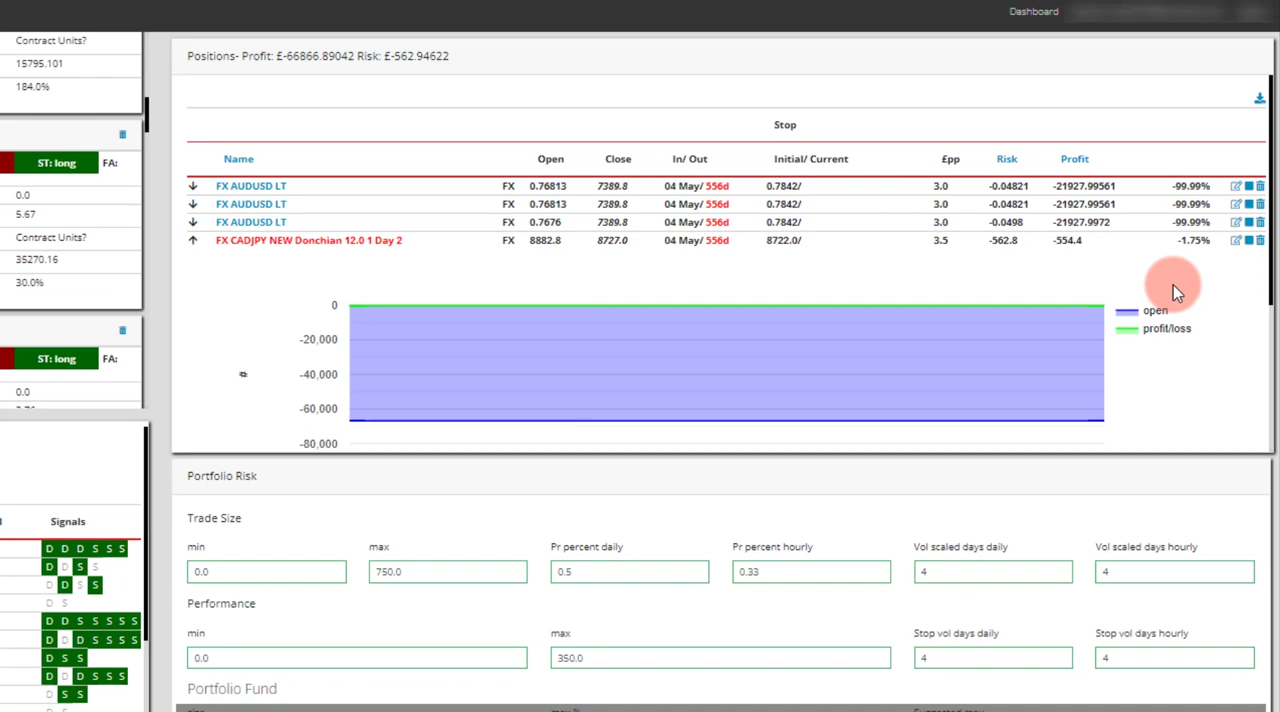 Dashboard
Contract Units?
15795.101
184.0%
ST: long FA:
0.0
5.67
Contract Units?
35270.16
30.0%
ST: long FA:
0.0
Signals
D D D S S S
D D S S
D D S S
D S
D D S S S S
D D D S S S S
D S S
D D D S S S
D S S
Positions- Profit: £-66866.89042 Risk: £-562.94622
Stop
Name Open Close In/ Out Initial/ Current £pp Risk Profit
FX AUDUSD LT FX 0.76813 7389.8 04 May/ 556d 0.7842/ 3.0 -0.04821 -21927.99561 -99.99%
FX AUDUSD LT FX 0.76813 7389.8 04 May/ 556d 0.7842/ 3.0 -0.04821 -21927.99561 -99.99%
FX AUDUSD LT FX 0.7676 7389.8 04 May/ 556d 0.7842/ 3.0 -0.0498 -21927.9972 -99.99%
FX CADJPY NEW Donchian 12.0 1 Day 2 FX 8882.8 8727.0 04 May/ 556d 8722.0/ 3.5 -562.8 -554.4 -1.75%
0
-20,000
-40,000
-60,000
-80,000
open
profit/loss
Portfolio Risk
Trade Size
min max Pr percent daily Pr percent hourly Vol scaled days daily Vol scaled days hourly
0.0 750.0 0.5 0.33 4 4
Performance
min max Stop vol days daily Stop vol days hourly
0.0 350.0 4 4
Portfolio Fund